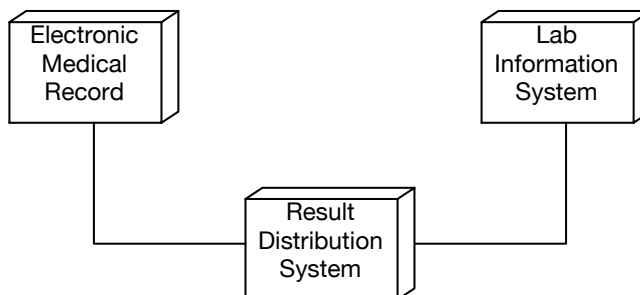 Electronic
Medical
Record
Lab
Information
System
Result
Distribution
System